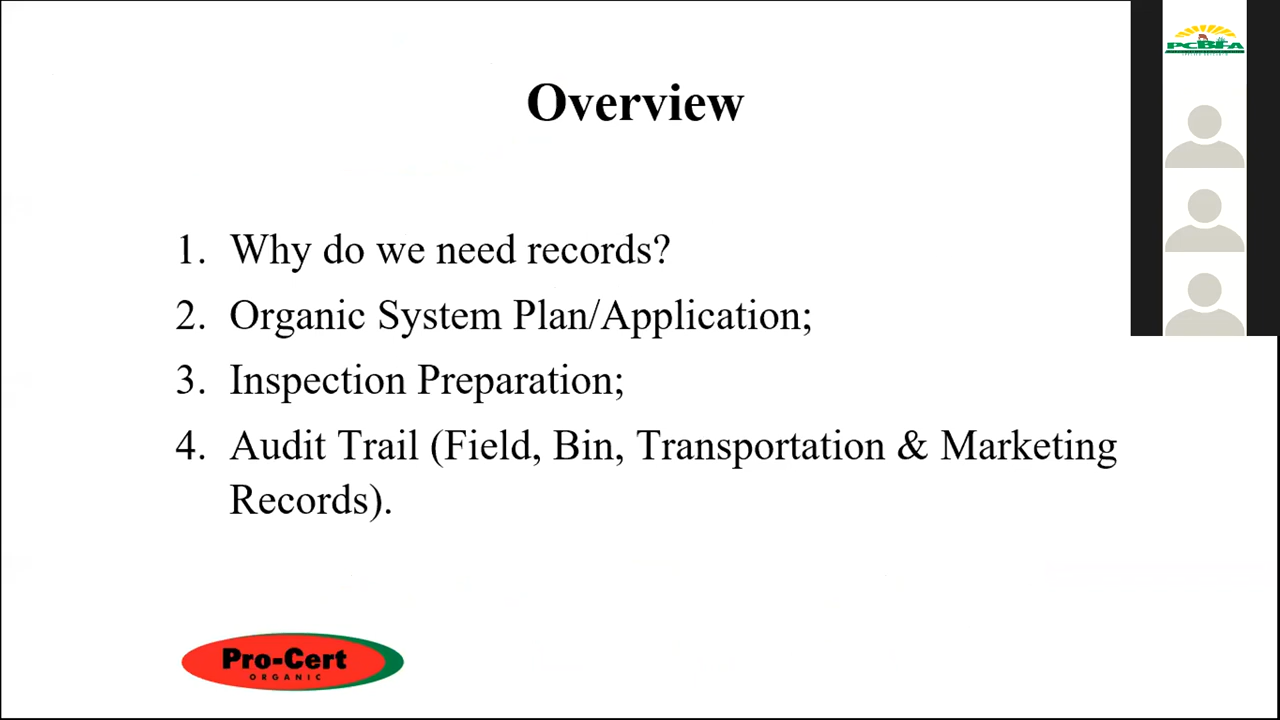 Overview
1. Why do we need records?
2. Organic System Plan/Application;
3. Inspection Preparation;
4. Audit Trail (Field, Bin, Transportation & Marketing
Records).
Pro-Cert
ORGANIC
PCBFA